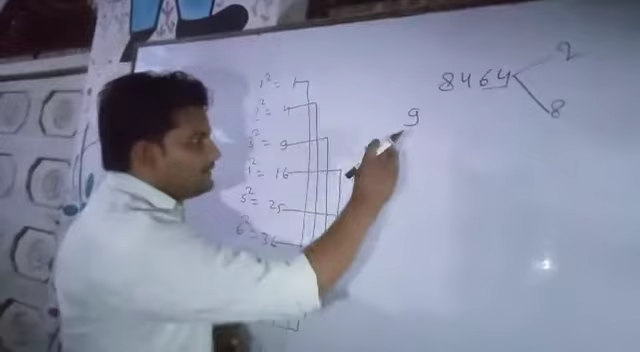 1² = 1
2² = 4
3² = 9
4² = 16
5² = 25
6² = 36
9
8464
2
8